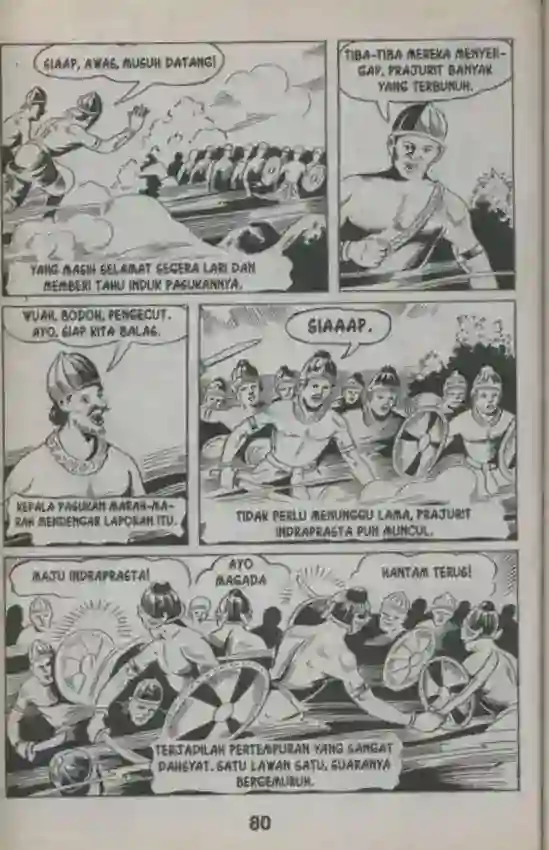 SIAAP, AWAS, MUSUH DATANG!
YANG MASIH SELAMAT SEGERA LARI DAN
MEMBERI TAHU INDUK PASUKANNYA.
TIBA-TIBA MEREKA MENYER-
GAP, PRAJURIT BANYAK
YANG TERBUNUH.
WUAH, BODOH, PENGECUT.
AYO, SIAP KITA BALAS.
KEPALA PASUKAN MARAH-MA-
RAH MENDENGAR LAPORAN ITU.
SIAAAP.
TIDAK PERLU MENUNGGU LAMA, PRAJURIT
INDRAPRASTA PUN MUNCUL.
MAJU INDRAPRASTA!
AYO
MAGADA
HANTAM TERUS!
TERJADILAH PERTEMPURAN YANG SANGAT
DAHSYAT. SATU LAWAN SATU, SUARANYA
BERGEMURUH.
80